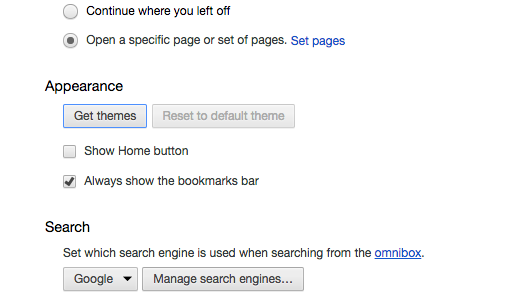 Continue where you left off
Open a specific page or set of pages. Set pages
Appearance
Get themes Reset to default theme
Show Home button
Always show the bookmarks bar
Search
Set which search engine is used when searching from the omnibox.
Google Manage search engines...